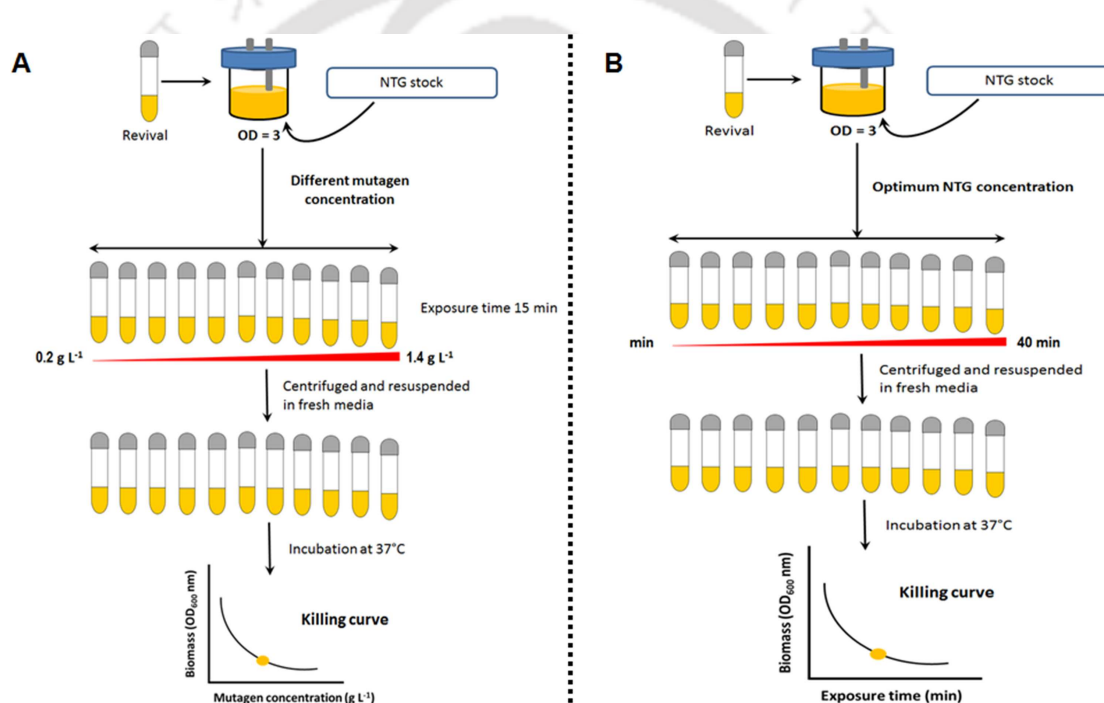 A
NTG stock
Revival
OD = 3
Different mutagen
concentration
Exposure time 15 min
0.2 g L⁻¹
1.4 g L⁻¹
Centrifuged and resuspended
in fresh media
Incubation at 37°C
Biomass (OD₆₀₀ nm)
Killing curve
Mutagen concentration (g L⁻¹)
B
NTG stock
Revival
OD = 3
Optimum NTG concentration
min
40 min
Centrifuged and resuspended
in fresh media
Incubation at 37°C
Biomass (OD₆₀₀ nm)
Killing curve
Exposure time (min)